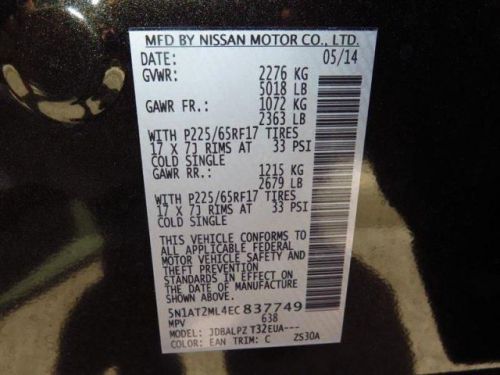 MFD BY NISSAN MOTOR CO., LTD.
DATE: 05/14
GVWR: 2276 KG
5018 LB
GAWR FR.: 1072 KG
2363 LB
WITH P225/65RF17 TIRES
17 X 7J RIMS AT 33 PSI
COLD SINGLE
GAWR RR.: 1215 KG
2679 LB
WITH P225/65RF17 TIRES
17 X 7J RIMS AT 33 PSI
COLD SINGLE
THIS VEHICLE CONFORMS TO
ALL APPLICABLE FEDERAL
MOTOR VEHICLE SAFETY AND
THEFT PREVENTION
STANDARDS IN EFFECT ON
THE DATE OF MANUFACTURE
SHOWN ABOVE.
5N1AT2ML4EC 837749
MPV 638
MODEL: JDBALPZ T32EUA---
COLOR: EAN TRIM: C ZS30A